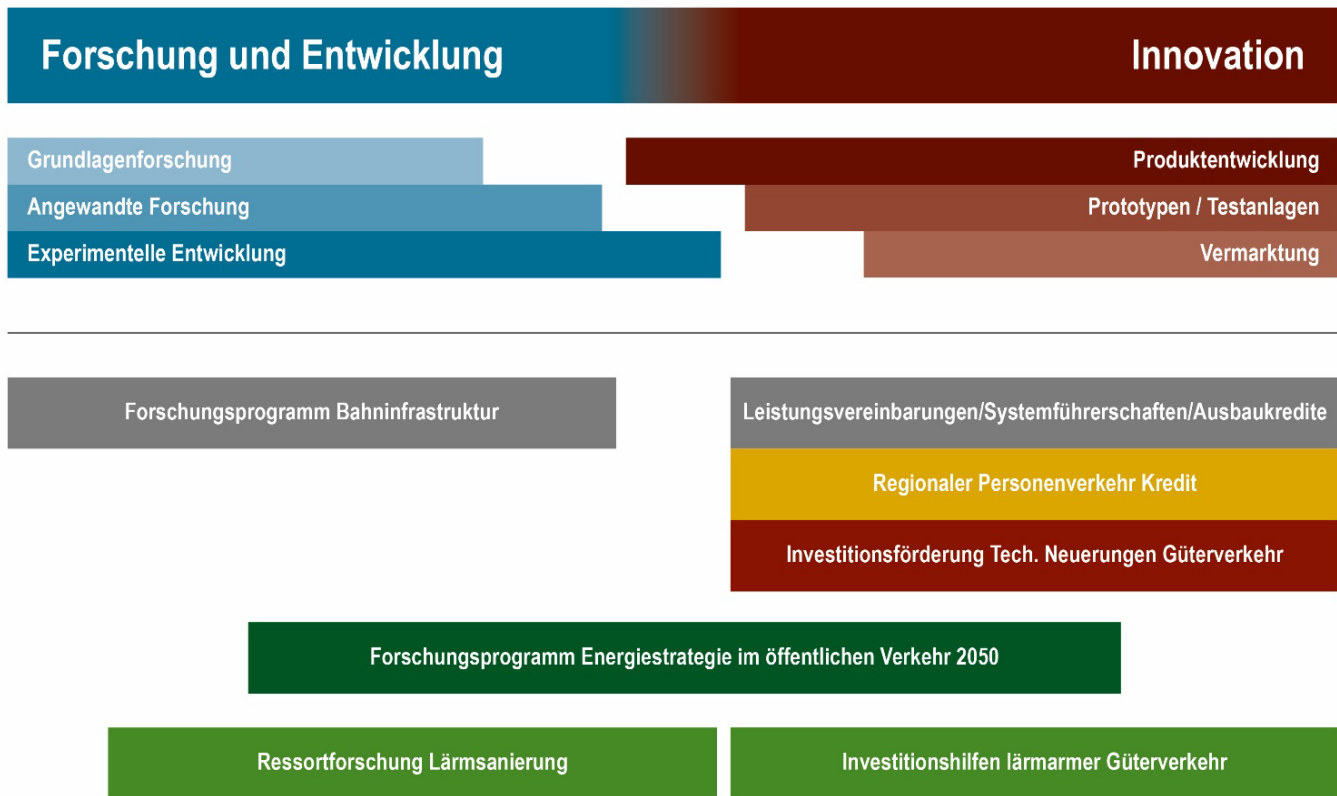 Forschung und Entwicklung
Innovation
Grundlagenforschung
Produktentwicklung
Angewandte Forschung
Prototypen / Testanlagen
Experimentelle Entwicklung
Vermarktung
Forschungsprogramm Bahninfrastruktur
Leistungsvereinbarungen/Systemführerschaften/Ausbaukredite
Regionaler Personenverkehr Kredit
Investitionsförderung Tech. Neuerungen Güterverkehr
Forschungsprogramm Energiestrategie im öffentlichen Verkehr 2050
Ressortforschung Lärmsanierung
Investitionshilfen lärmarmer Güterverkehr